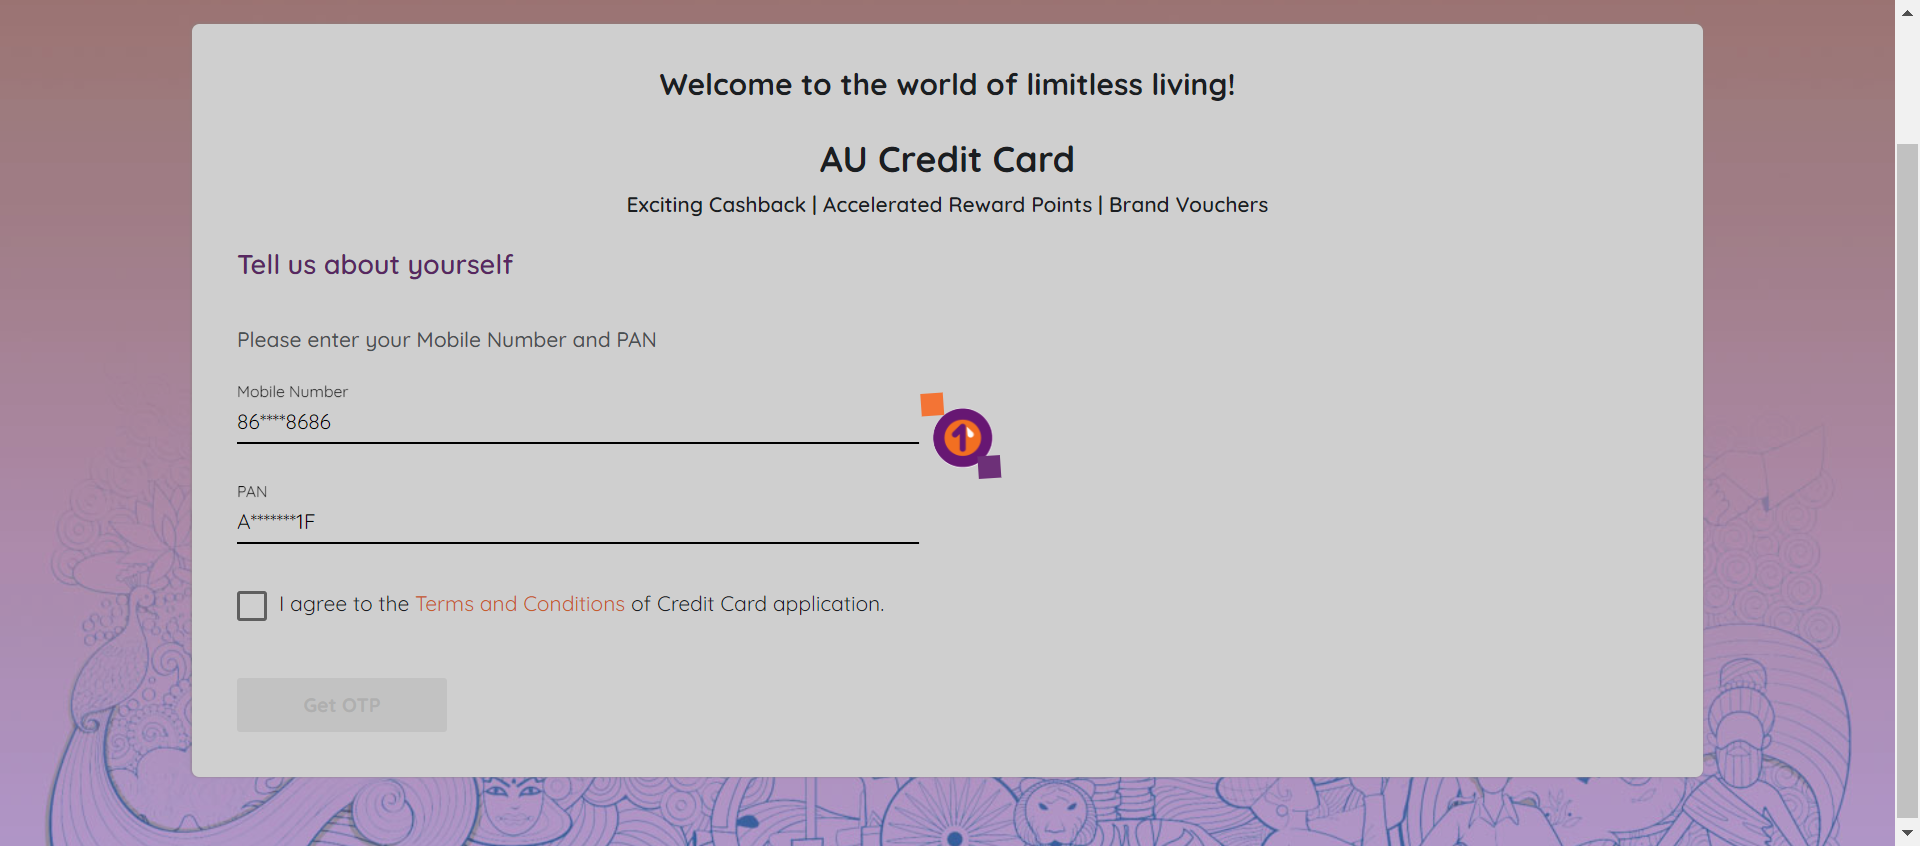 Welcome to the world of limitless living!
AU Credit Card
Exciting Cashback | Accelerated Reward Points | Brand Vouchers
Tell us about yourself
Please enter your Mobile Number and PAN
Mobile Number
86****8686
PAN
A*******1F
I agree to the Terms and Conditions of Credit Card application.
Get OTP